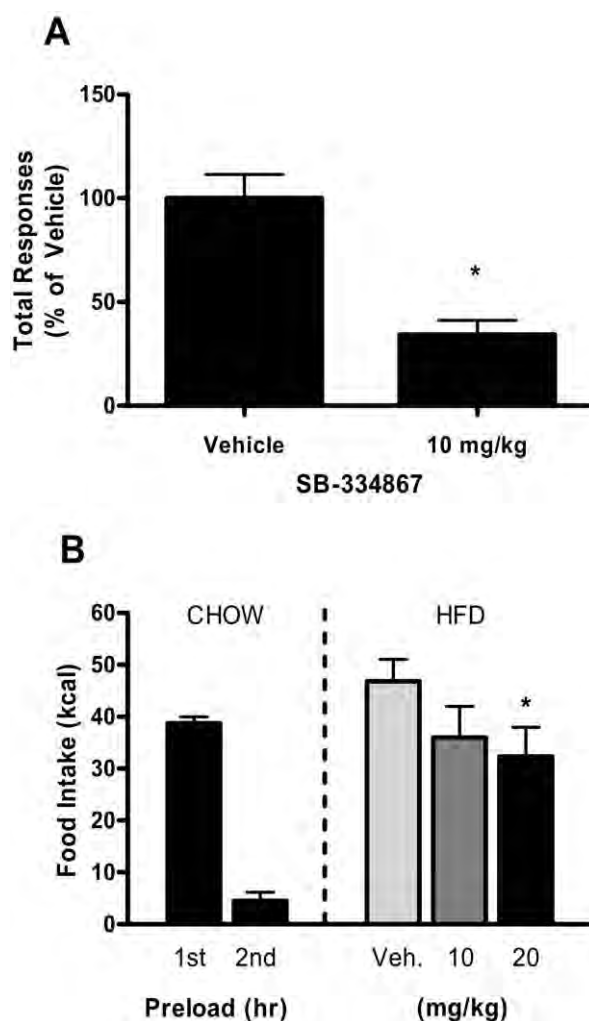 A
150
100
50
0
Total Responses
(% of Vehicle)
*
Vehicle 10 mg/kg
SB-334867
B
CHOW HFD
60
50
40
30
20
10
0
Food Intake (kcal)
*
1st 2nd Veh. 10 20
Preload (hr) (mg/kg)